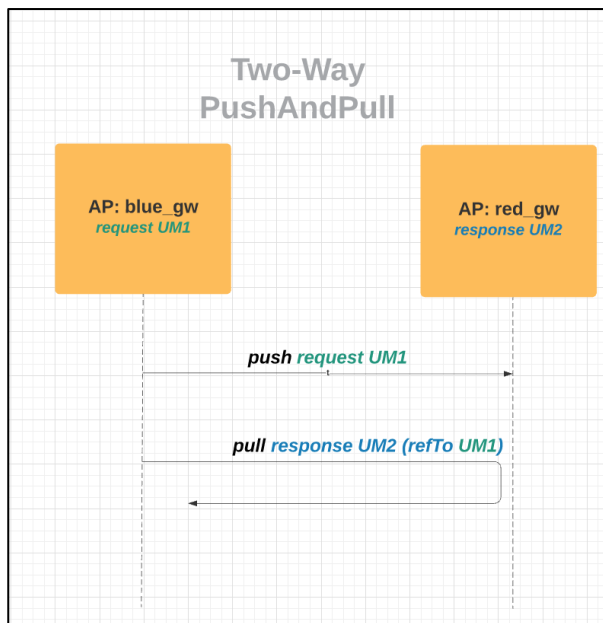 Two-Way
PushAndPull
AP: blue_gw
request UM1
AP: red_gw
response UM2
push request UM1
t
pull response UM2 (refTo UM1)